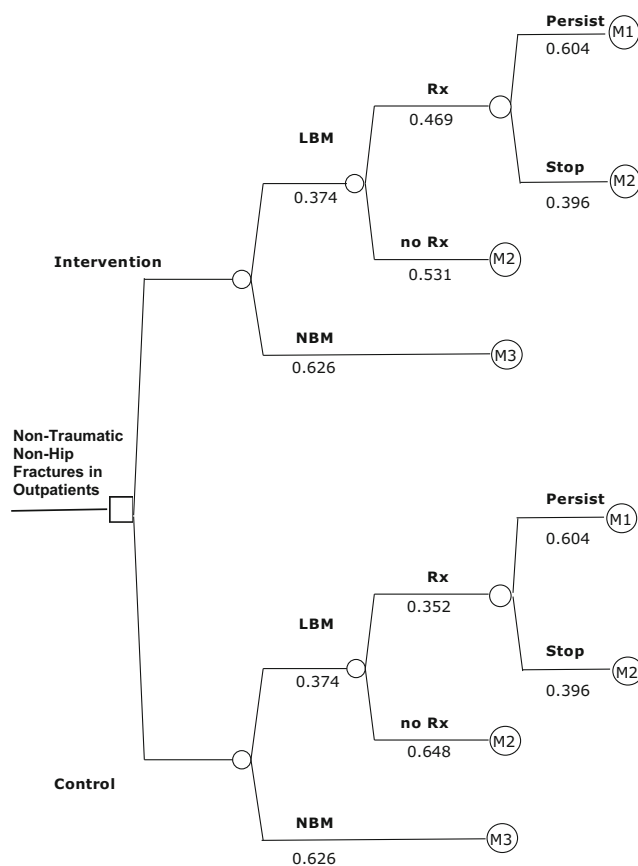 Persist
M1
0.604
Rx
0.469
LBM
Stop
M2
0.374
0.396
no Rx
Intervention
M2
0.531
NBM
M3
0.626
Non-Traumatic
Non-Hip
Fractures in
Outpatients
Persist
M1
0.604
Rx
0.352
LBM
Stop
M2
0.374
0.396
no Rx
M2
0.648
Control
NBM
M3
0.626